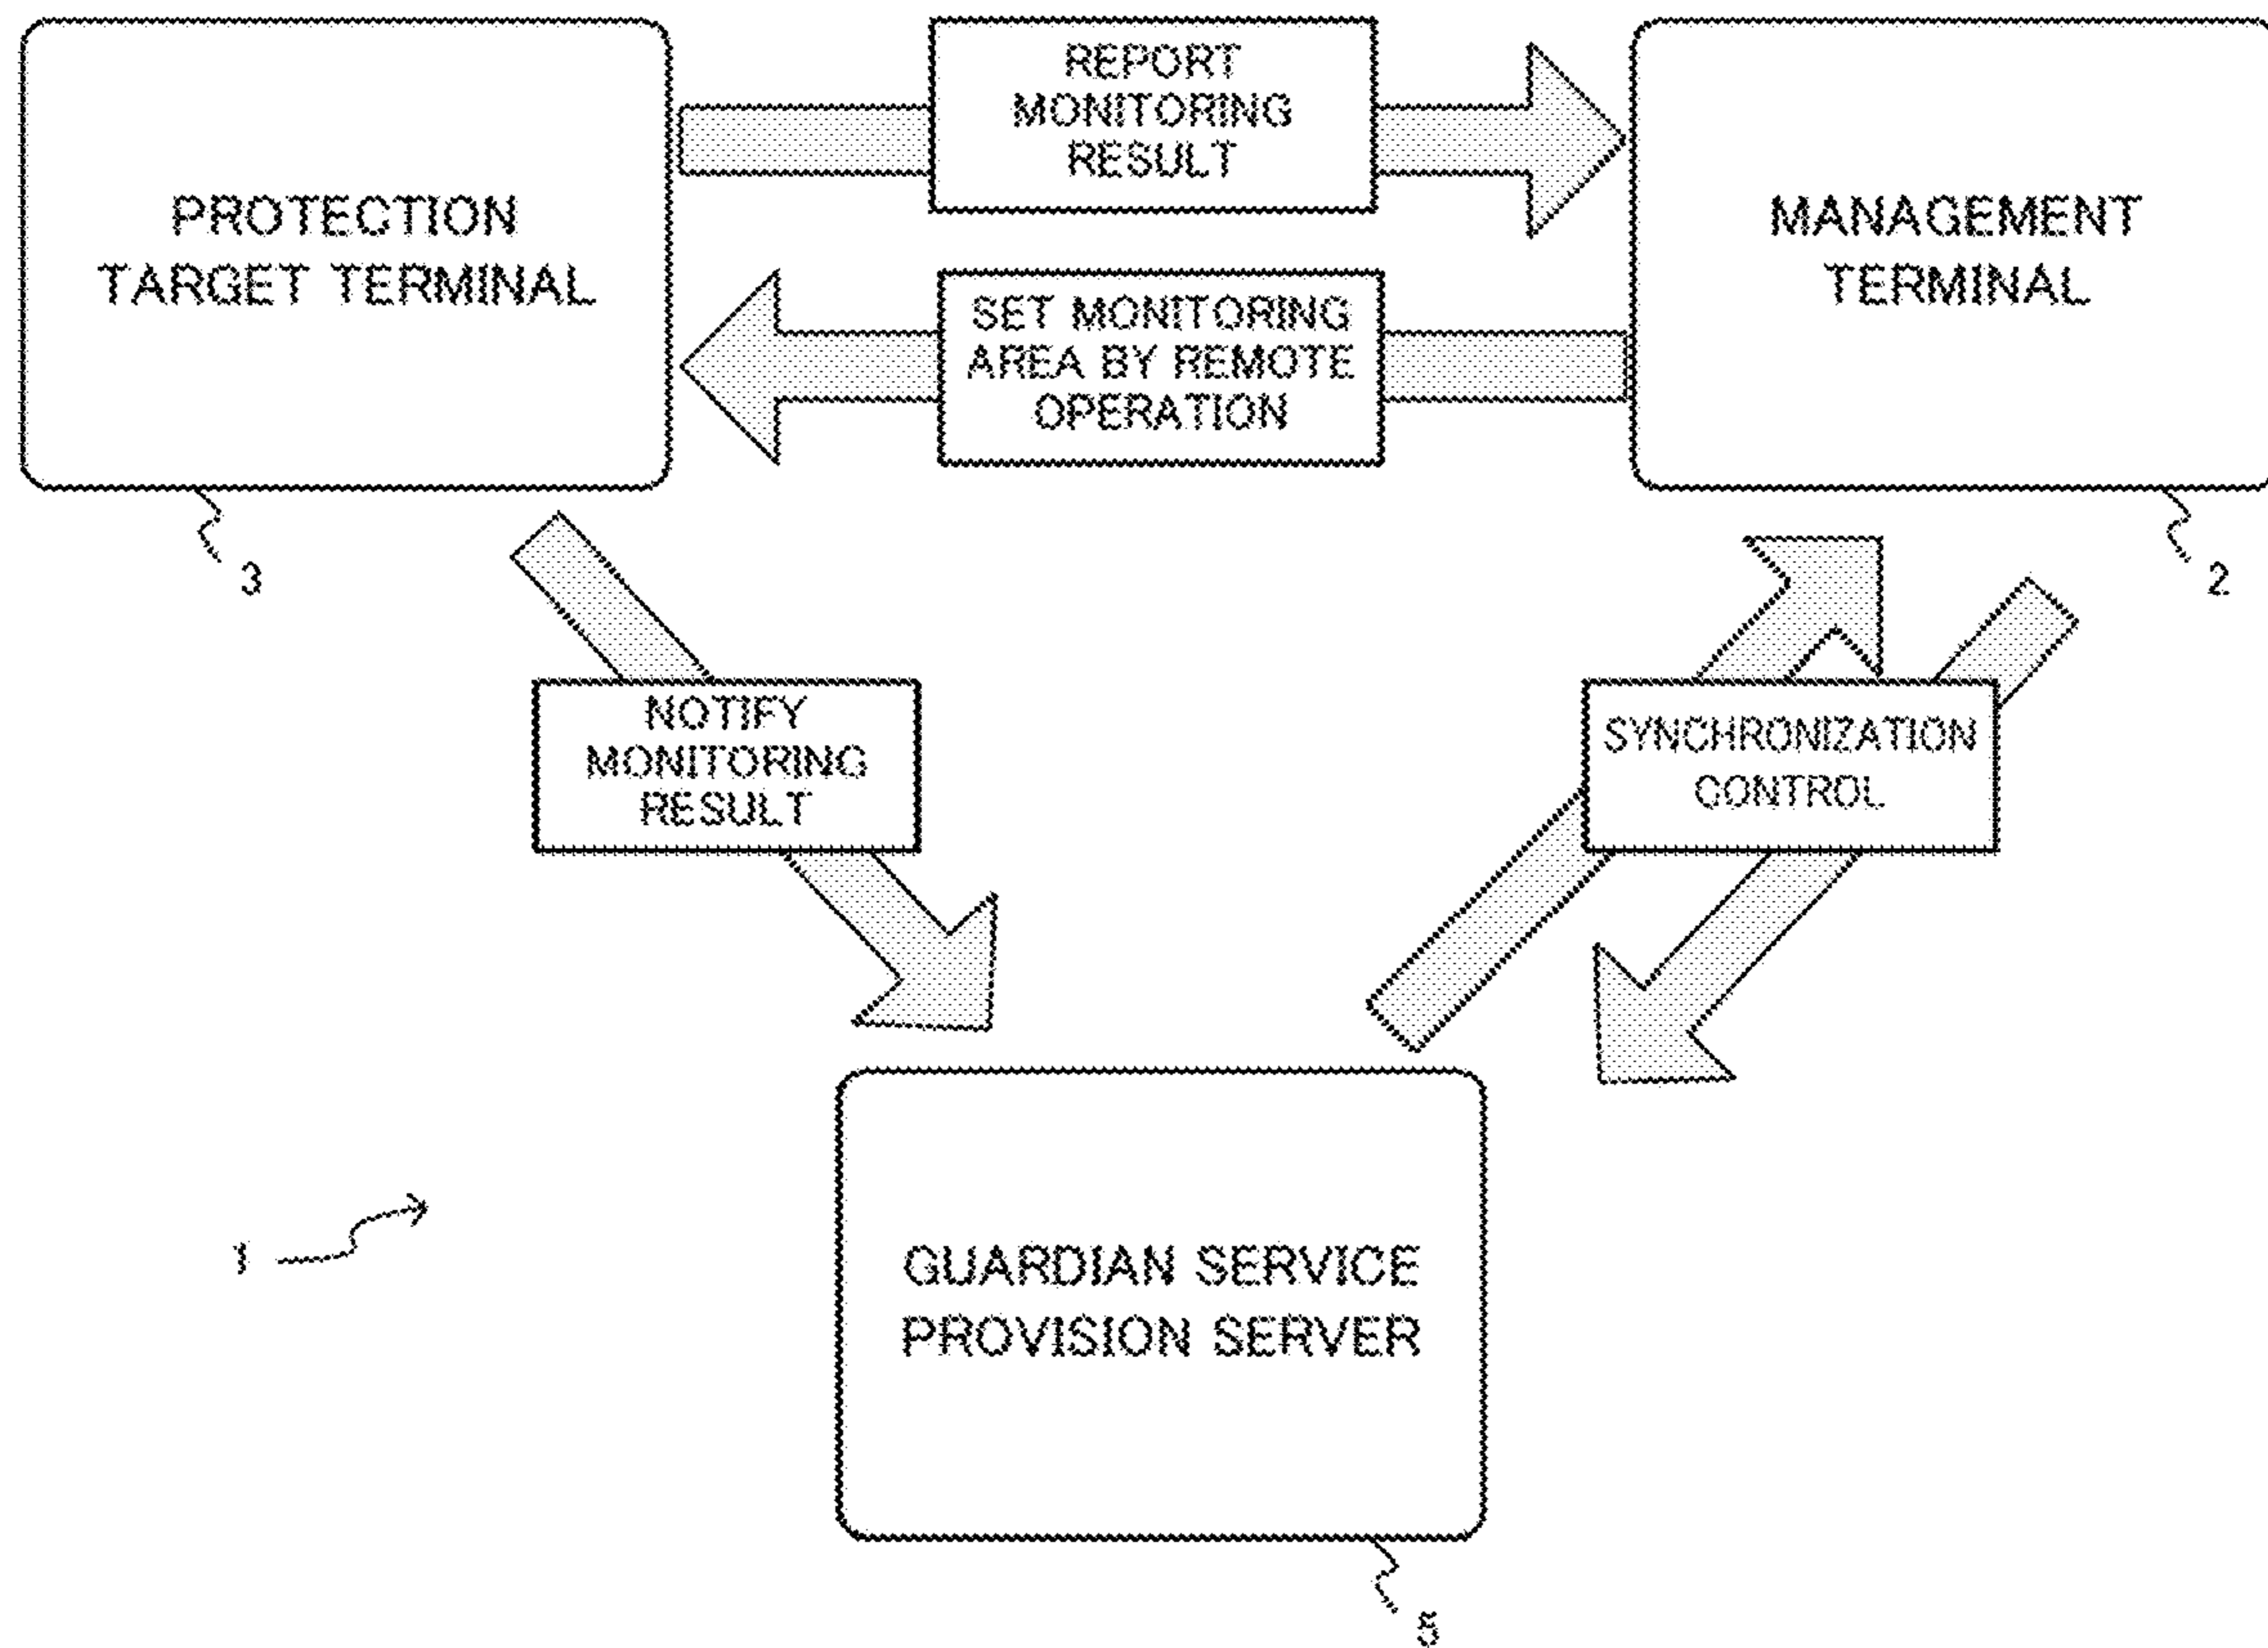 REPORT
MONITORING
RESULT
PROTECTION
TARGET TERMINAL
MANAGEMENT
TERMINAL
SET MONITORING
AREA BY REMOTE
OPERATION
3
2
NOTIFY
MONITORING
RESULT
SYNCHRONIZATION
CONTROL
1
GUARDIAN SERVICE
PROVISION SERVER
5